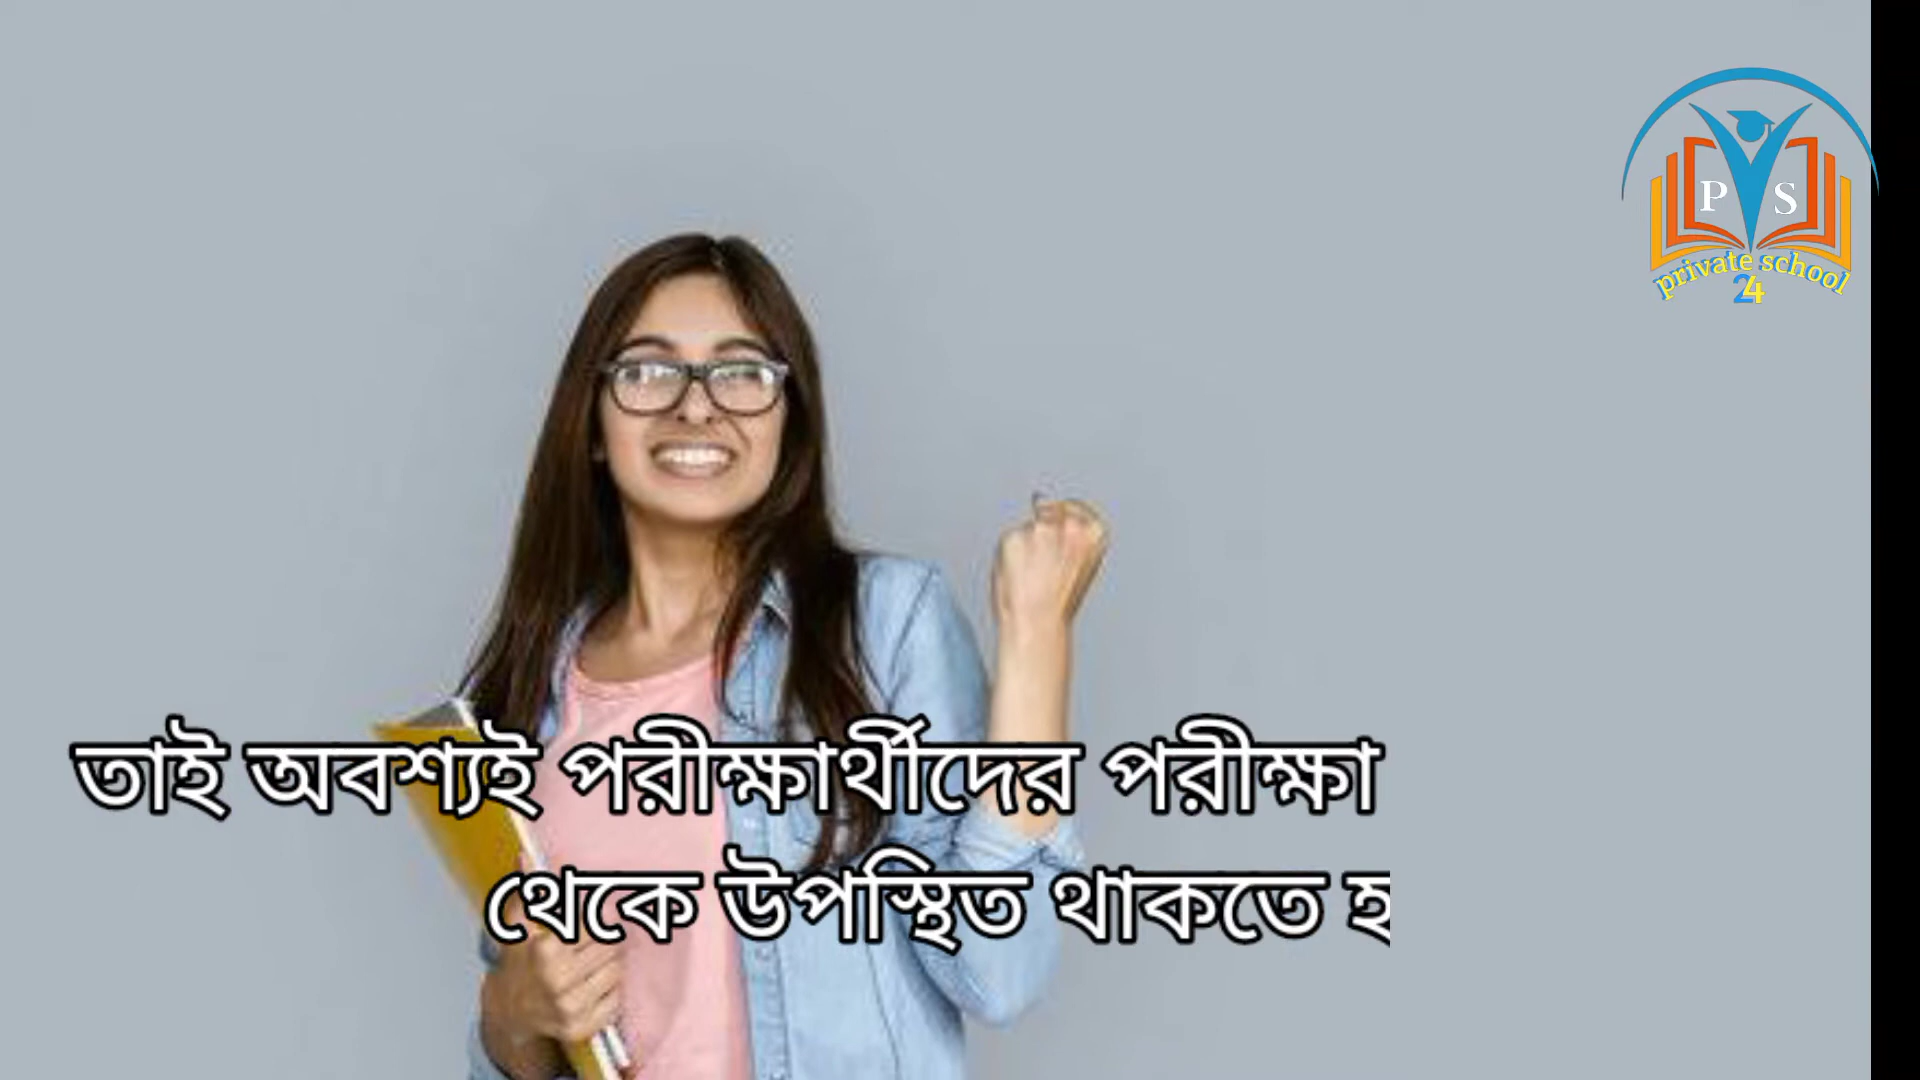 P S
private school
24
তাই অবশ্যই পরীক্ষার্থীদের পরীক্ষা
থেকে উপস্থিত থাকতে হ